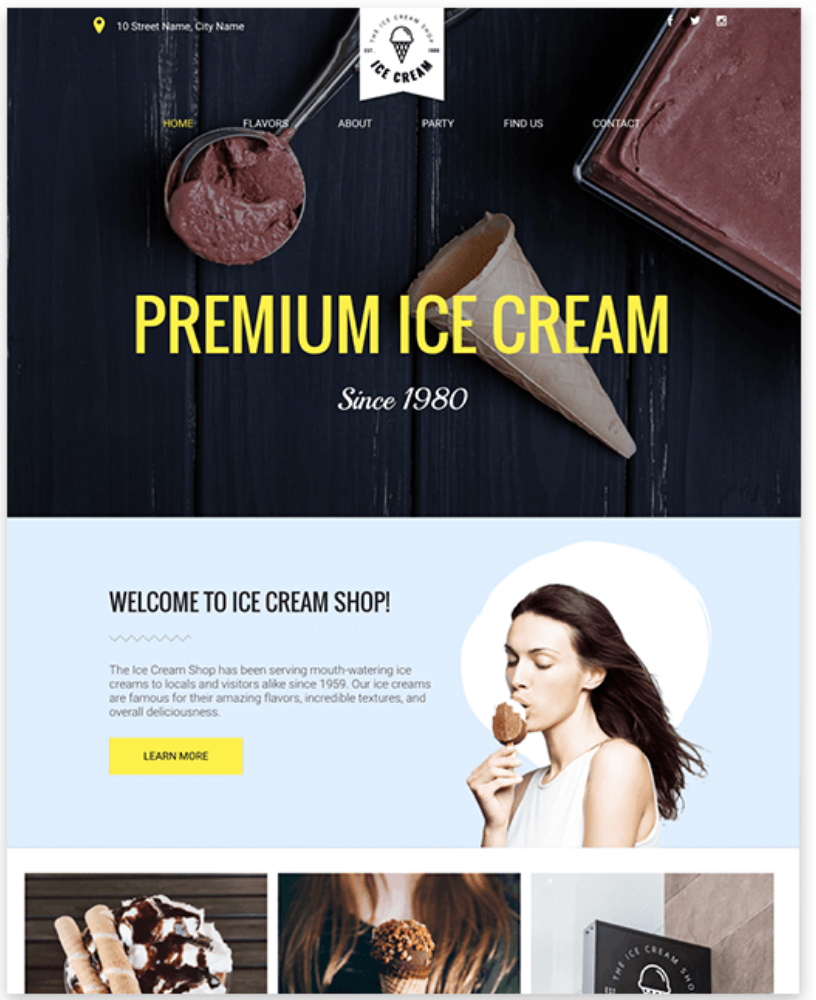 10 Street Name, City Name
THE ICE CREAM SHOP
EST.
ICE CREAM
HOME
FLAVORS
ABOUT
PARTY
FIND US
CONTACT
PREMIUM ICE CREAM
Since 1980
WELCOME TO ICE CREAM SHOP!
The Ice Cream Shop has been serving mouth-watering ice
creams to locals and visitors alike since 1959. Our ice creams
are famous for their amazing flavors, incredible textures, and
overall deliciousness.
LEARN MORE
THE ICE CREAM SHO